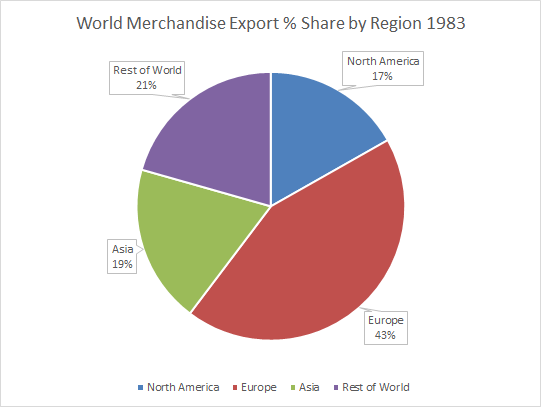 World Merchandise Export % Share by Region 1983
North America
17%
Rest of World
21%
Asia
19%
Europe
43%
North America Europe Asia Rest of World